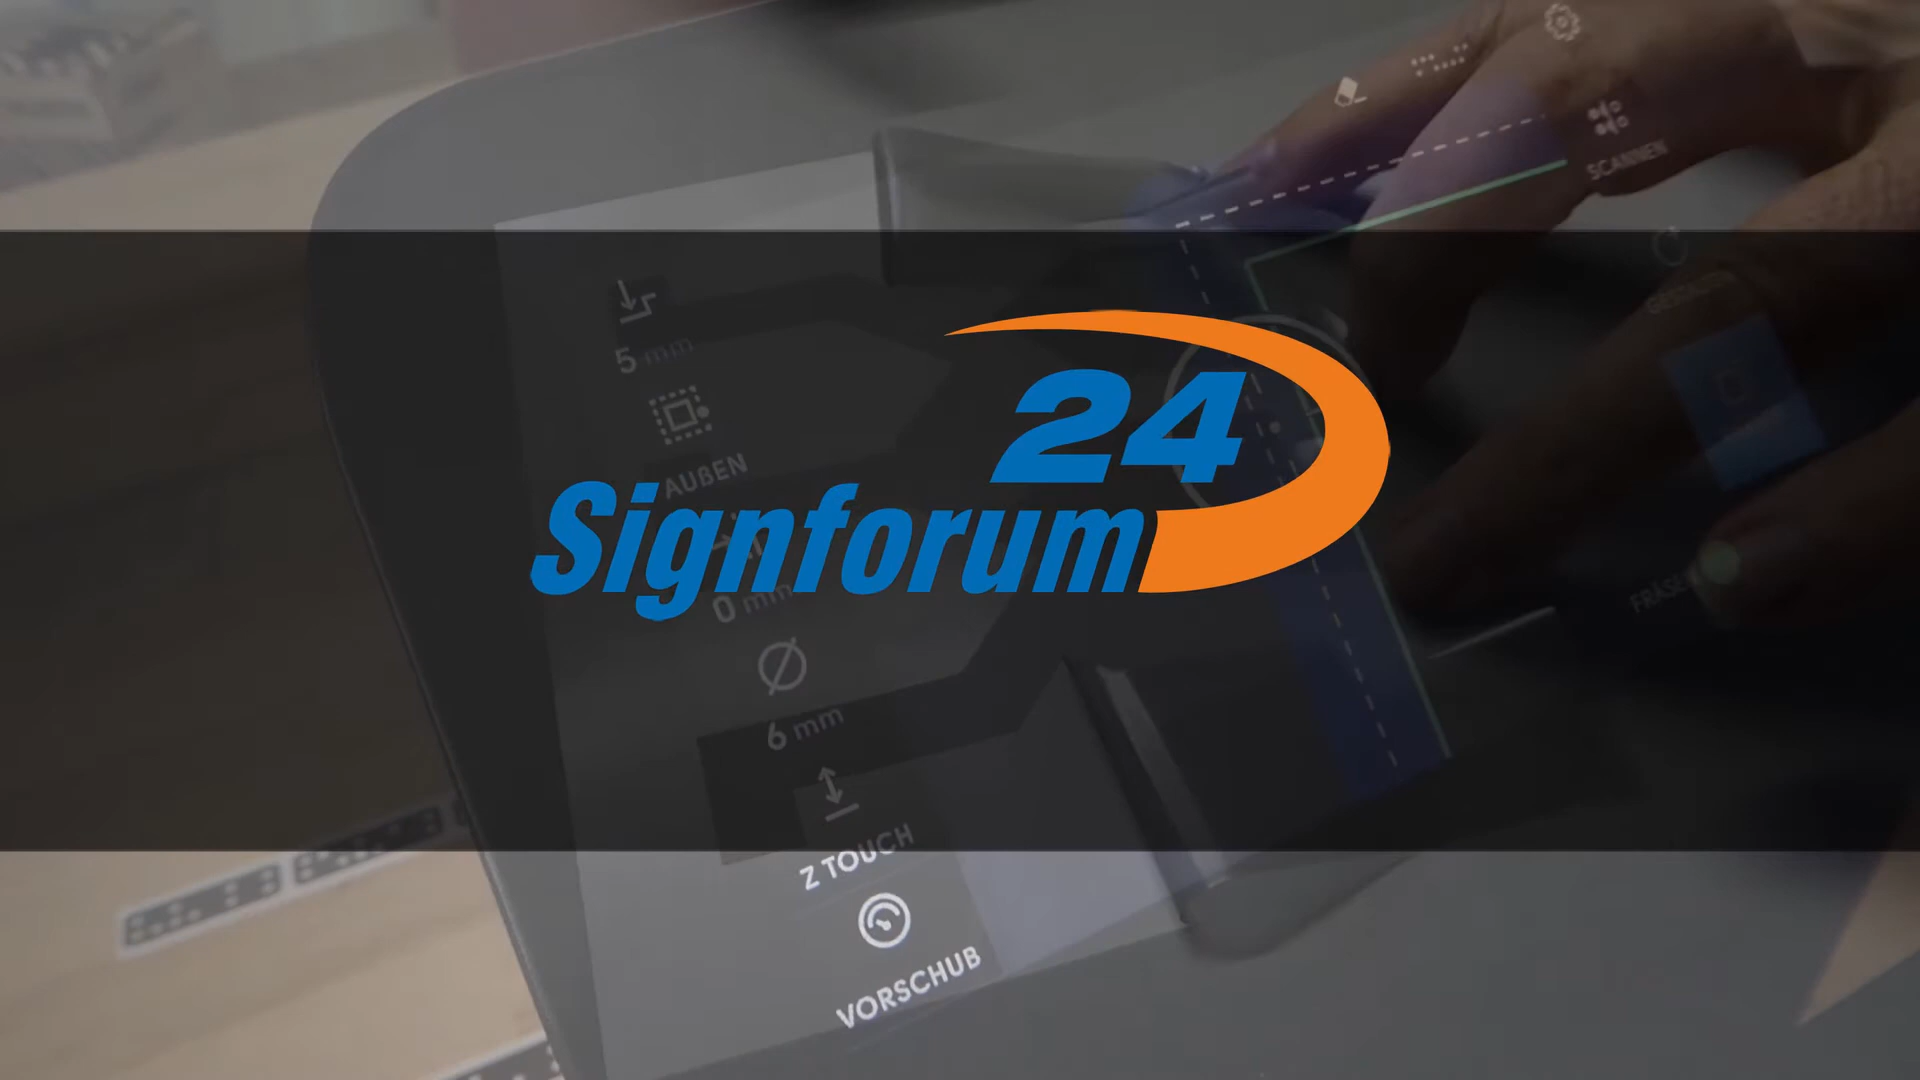 24
Signforum
5 mm
AUßEN
0 mm
6 mm
Z TOUCH
VORSCHUB
SCANNEN